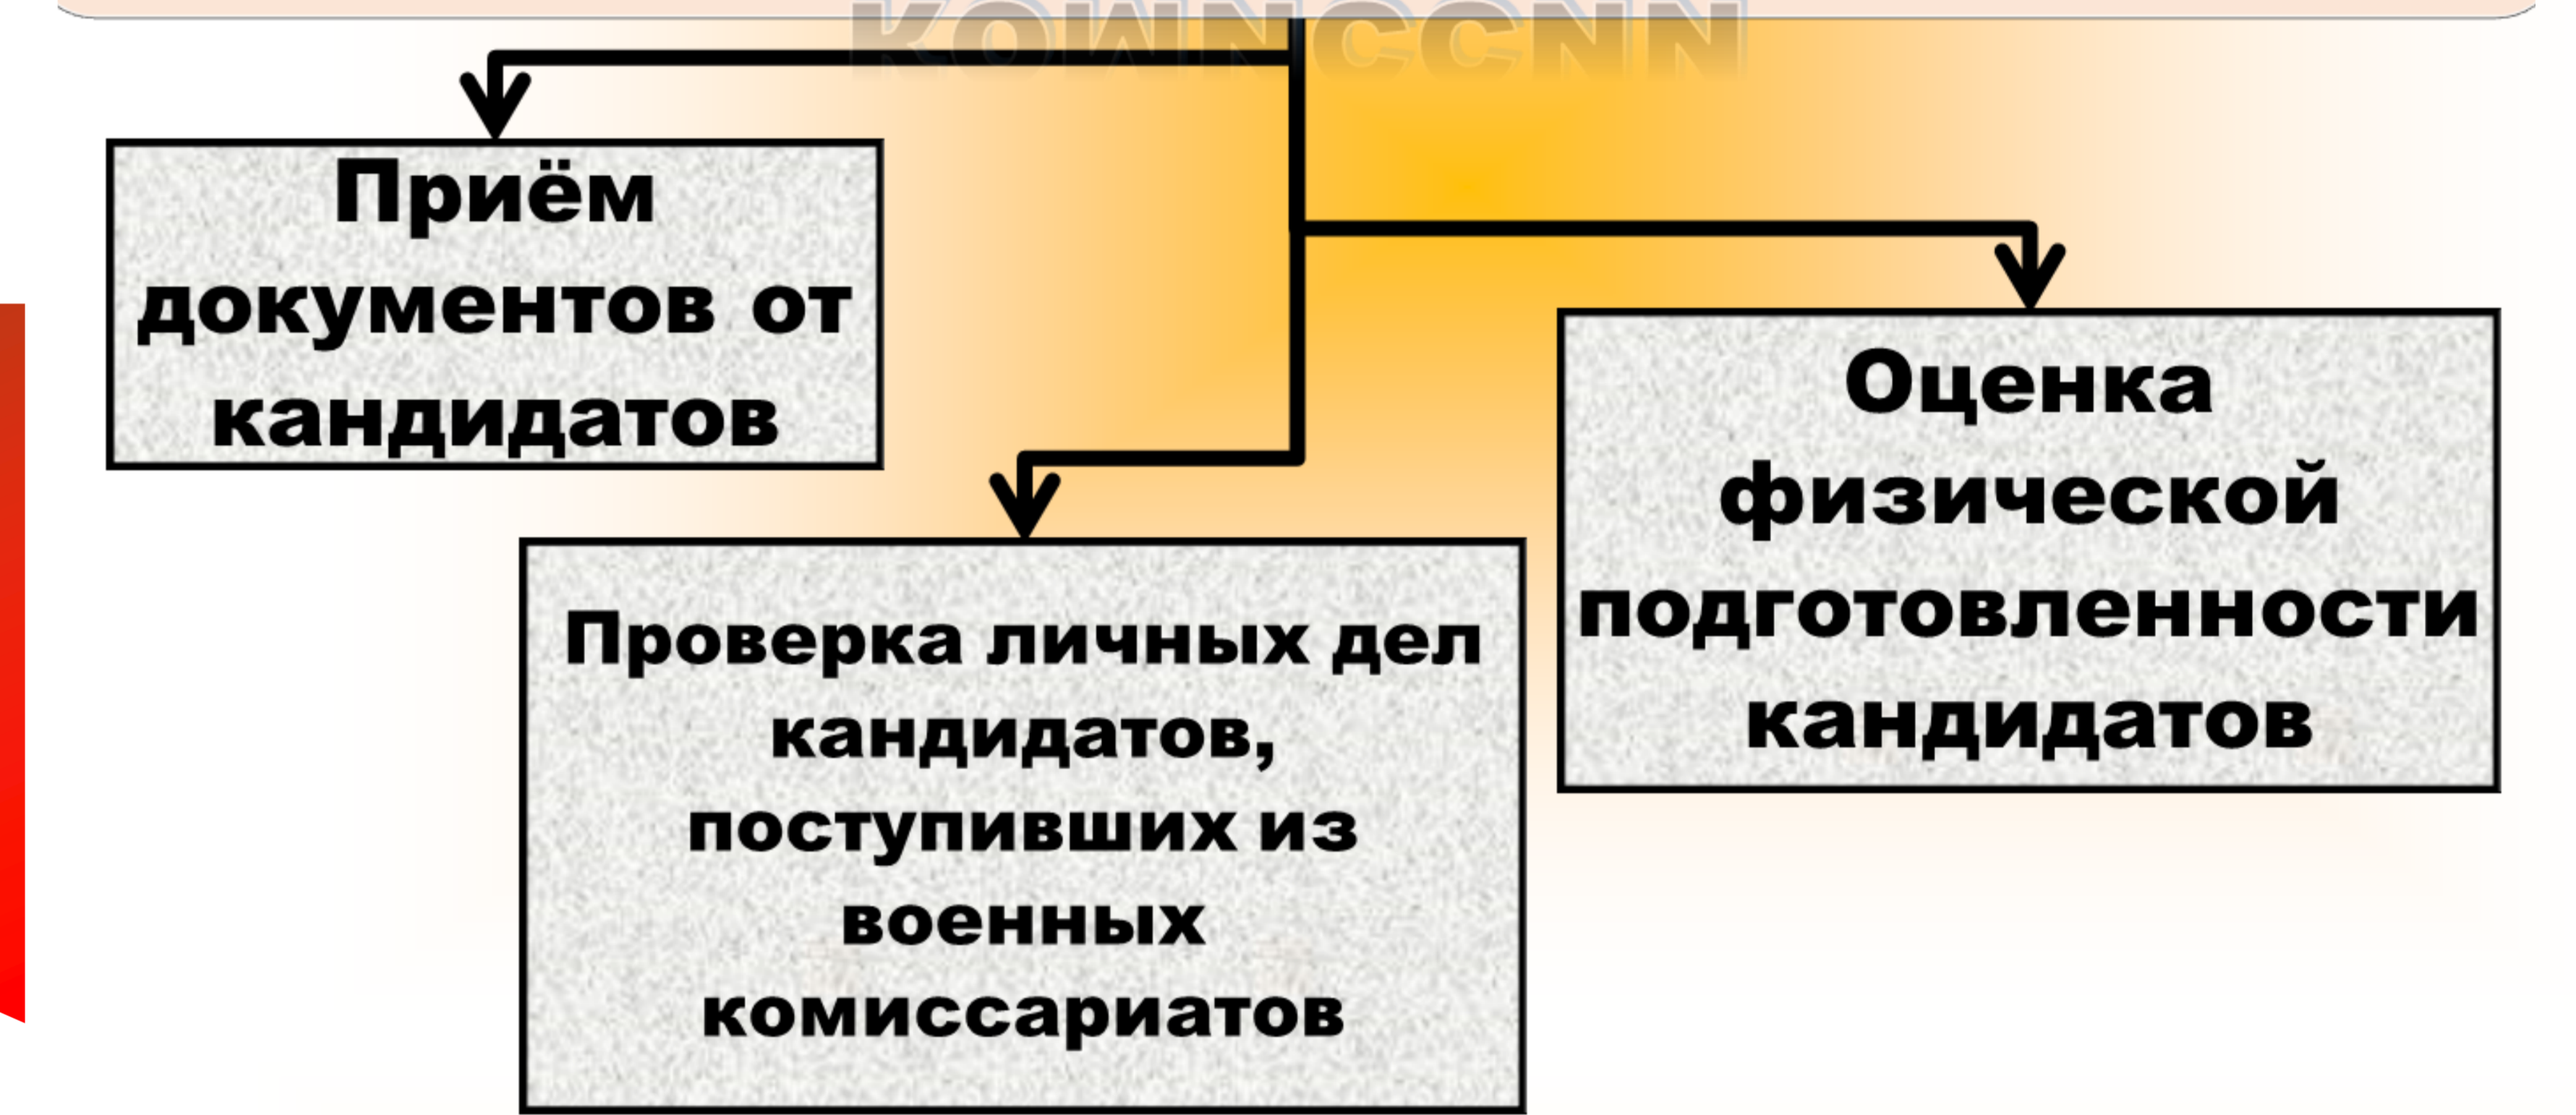 Приём
документов от
кандидатов
Оценка
физической
подготовленности
кандидатов
Проверка личных дел
кандидатов,
поступивших из
военных
комиссариатов